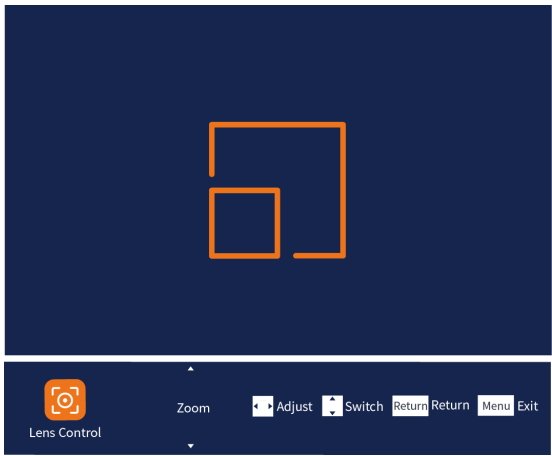 Lens Control
Zoom
Adjust
Switch
Return Return
Menu Exit